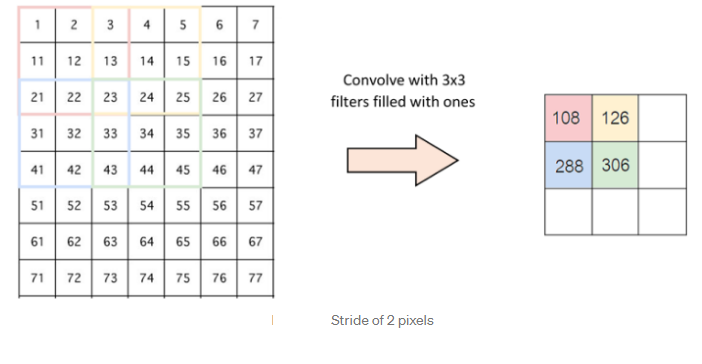 1 2 3 4 5 6 7
11 12 13 14 15 16 17
21 22 23 24 25 26 27
31 32 33 34 35 36 37
41 42 43 44 45 46 47
51 52 53 54 55 56 57
61 62 63 64 65 66 67
71 72 73 74 75 76 77
Convolve with 3x3
filters filled with ones
108 126
288 306
Stride of 2 pixels